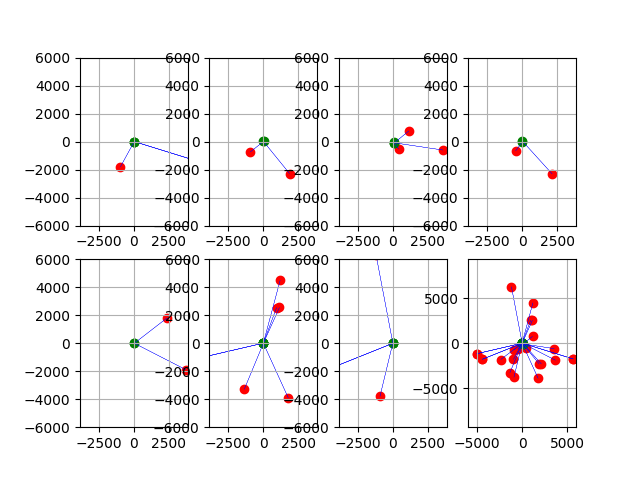 6000 6000 6000 6000
4000 4000 4000 4000
2000 2000 2000 2000
0 0 0 0
−2000 −2000 −2000 −2000
−4000 −4000 −4000 −4000
−6000 −6000 −6000 −6000
−2500 0 2500 −2500 0 2500 −2500 0 2500 −2500 0 2500
6000 6000 6000
4000 4000 4000
5000
2000 2000 2000
0 0 0 0
−2000 −2000 −2000
−5000
−4000 −4000 −4000
−6000 −6000 −6000
−2500 0 2500 −2500 0 2500 −2500 0 2500 −5000 0 5000